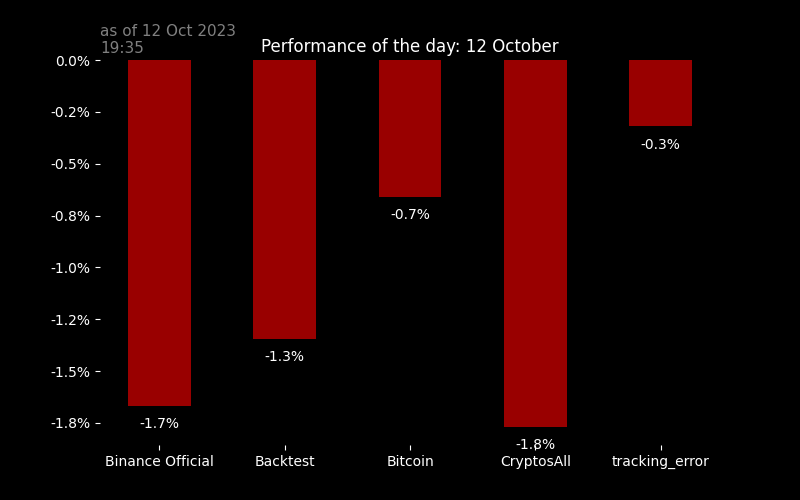 as of 12 Oct 2023
19:35
Performance of the day: 12 October
0.0%
-0.2%
-0.5%
-0.8%
-1.0%
-1.2%
-1.5%
-1.8%
-1.7%
-1.3%
-0.7%
-1.8%
-0.3%
Binance Official
Backtest
Bitcoin
CryptosAll
tracking_error